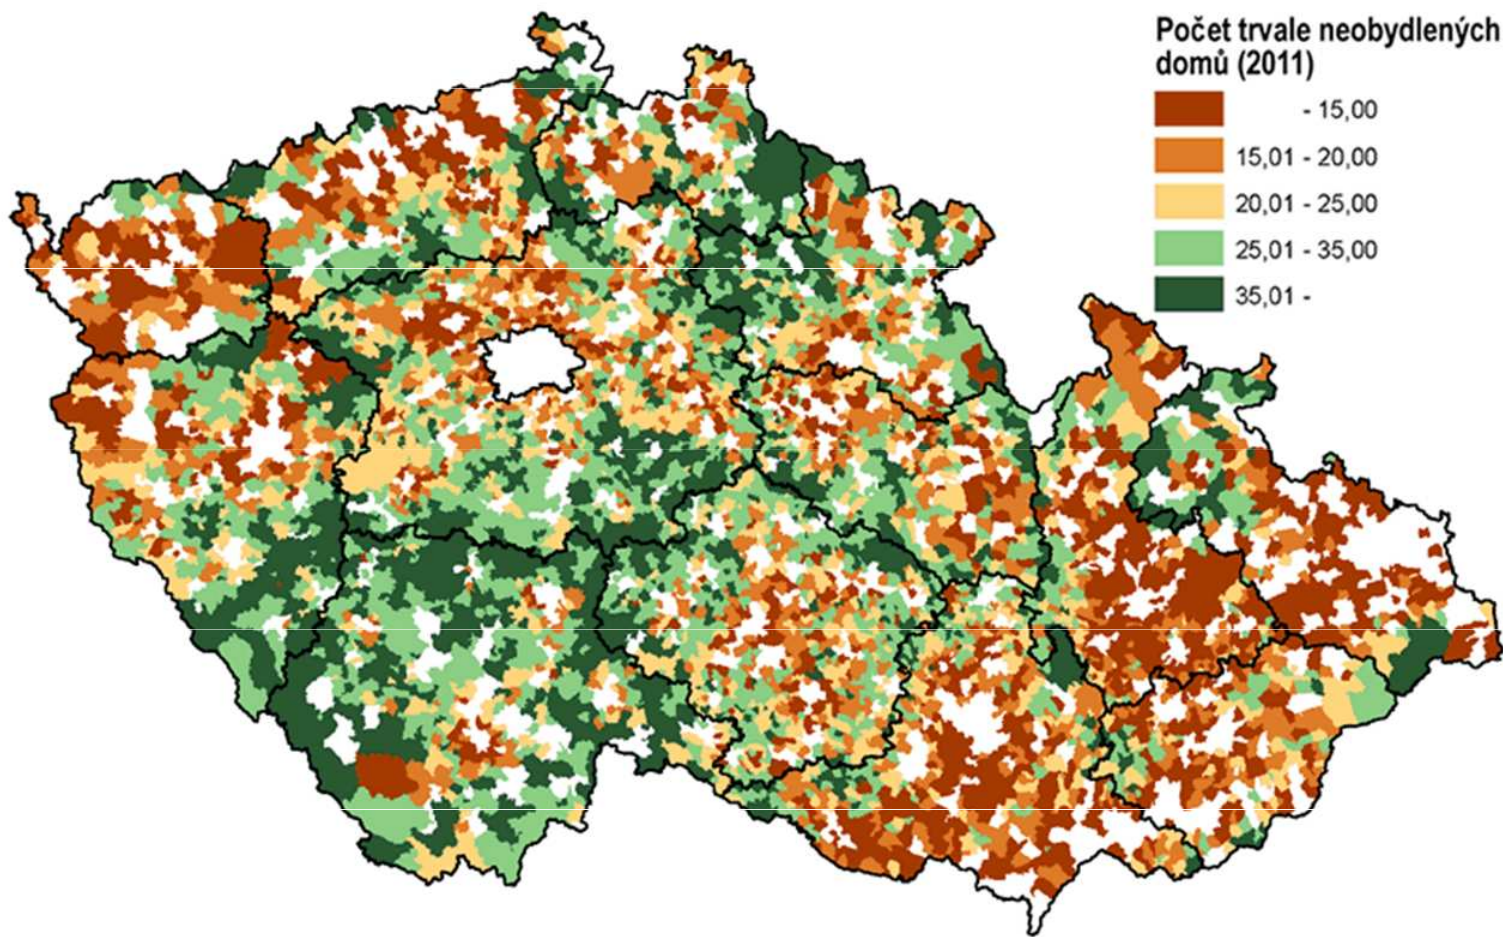 Počet trvale neobydlených
domů (2011)
- 15,00
15,01 - 20,00
20,01 - 25,00
25,01 - 35,00
35,01 -